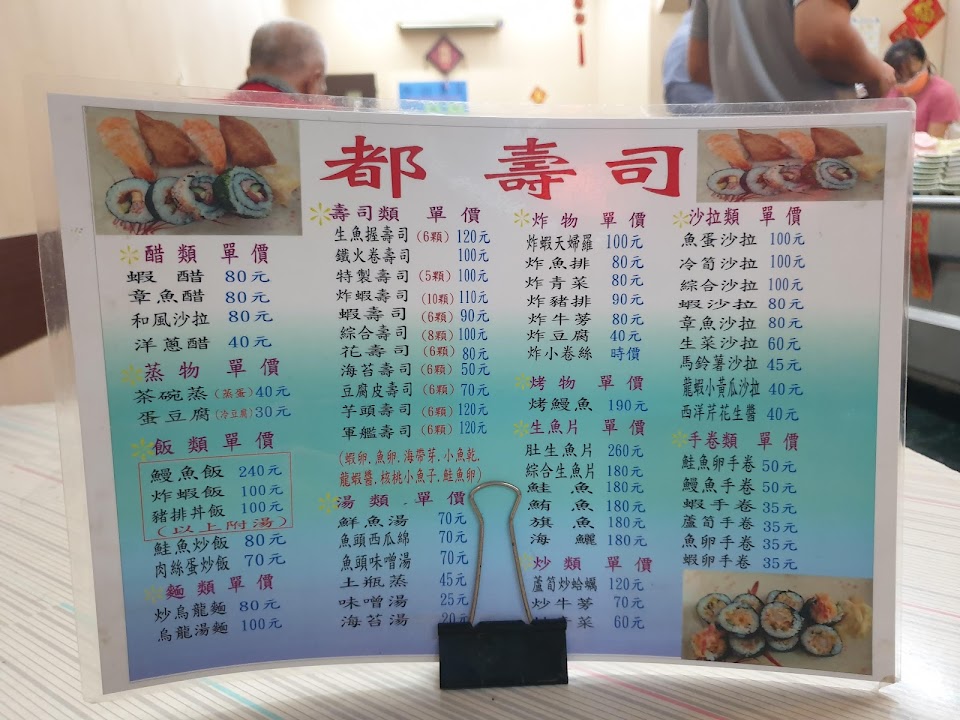 都壽司
醋類 單價
蝦醋 80元
章魚醋 80元
和風沙拉 80元
洋蔥醋 40元
蒸物 單價
茶碗蒸(蒸蛋)40元
蛋豆腐(冷豆腐)30元
飯類單價
鰻魚飯 240元
炸蝦飯 100元
豬排丼飯 100元
(以上附湯)
鮭魚炒飯 80元
肉絲蛋炒飯 70元
麵類單價
炒烏龍麵 80元
烏龍湯麵 100元
壽司類 單價
生魚握壽司(6顆) 120元
鐵火卷壽司 100元
特製壽司(5顆) 100元
炸蝦壽司(10顆) 110元
蝦壽司(6顆) 90元
綜合壽司(8顆) 100元
花壽司(6顆) 80元
海苔壽司(6顆) 50元
豆腐皮壽司(6顆) 70元
芋頭壽司(6顆) 120元
軍艦壽司(6顆) 120元
(蝦卵.魚卵.海帶芽.小魚乾.
龍蝦醬.核桃小魚子.鮭魚卵)
湯類.單價
鮮魚湯 70元
魚頭西瓜綿 70元
魚頭味噌湯 70元
土瓶蒸 45元
味噌湯 25元
海苔湯 20元
炸物 單價
炸蝦天婦羅 100元
炸魚排 80元
炸青菜 80元
炸豬排 90元
炸牛蒡 80元
炸豆腐 40元
炸小卷絲 時價
烤物 單價
烤鰻魚 190元
生魚片 單價
肚生魚片 260元
綜合生魚片 180元
鮭魚 180元
鮪魚 180元
旗魚 180元
海鱺 180元
炒類 單價
蘆筍炒蛤蠣 120元
炒牛蒡 70元
青菜 60元
沙拉類 單價
魚蛋沙拉 100元
冷筍沙拉 100元
綜合沙拉 100元
蝦沙拉 80元
章魚沙拉 80元
生菜沙拉 60元
馬鈴薯沙拉 45元
龍蝦小黃瓜沙拉 40元
西洋芹花生醬 40元
手卷類 單價
鮭魚卵手卷 50元
鰻魚手卷 50元
蝦手卷 35元
蘆筍手卷 35元
魚卵手卷 35元
蝦卵手卷 35元